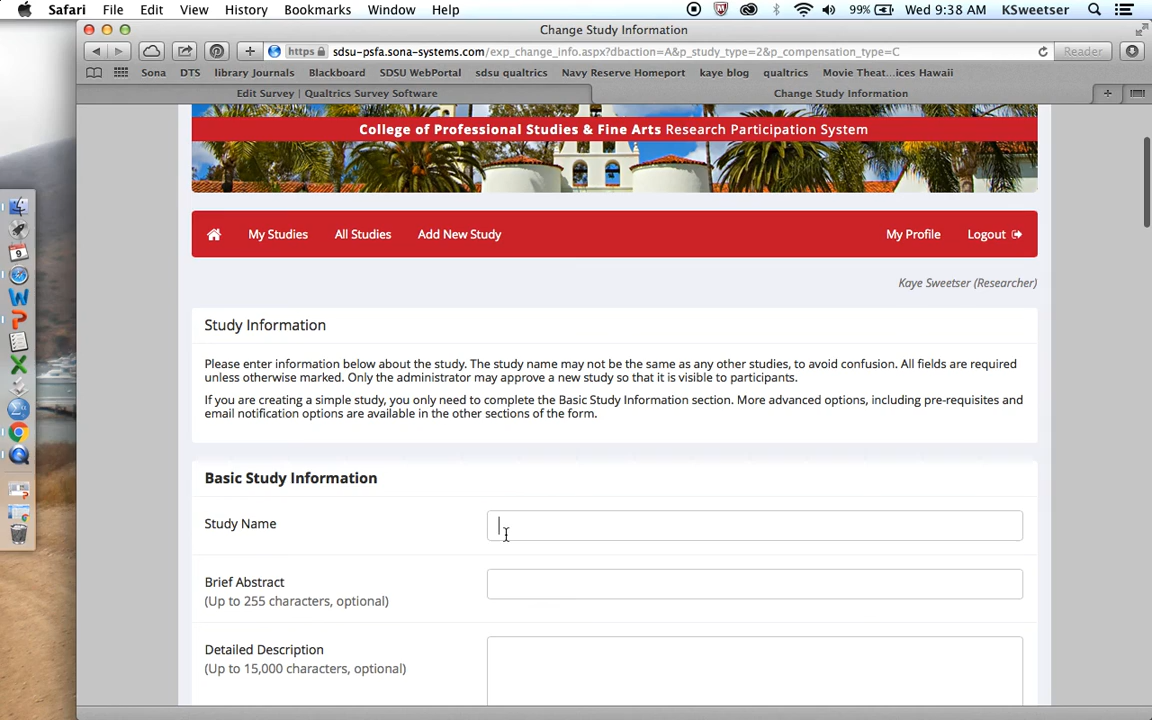 Safari File Edit View History Bookmarks Window Help 99% Wed 9:38 AM KSweetser
Change Study Information
https sdsu-psfa.sona-systems.com/exp_change_info.aspx?dbaction=A&p_study_type=2&p_compensation_type=C Reader
Sona DTS library Journals Blackboard SDSU WebPortal sdsu qualtrics Navy Reserve Homeport kaye blog qualtrics Movie Theat...ices Hawaii
Edit Survey | Qualtrics Survey Software Change Study Information
College of Professional Studies & Fine Arts Research Participation System
My Studies All Studies Add New Study My Profile Logout
Kaye Sweetser (Researcher)
Study Information
Please enter information below about the study. The study name may not be the same as any other studies, to avoid confusion. All fields are required
unless otherwise marked. Only the administrator may approve a new study so that it is visible to participants.
If you are creating a simple study, you only need to complete the Basic Study Information section. More advanced options, including pre-requisites and
email notification options are available in the other sections of the form.
Basic Study Information
Study Name
Brief Abstract
(Up to 255 characters, optional)
Detailed Description
(Up to 15,000 characters, optional)